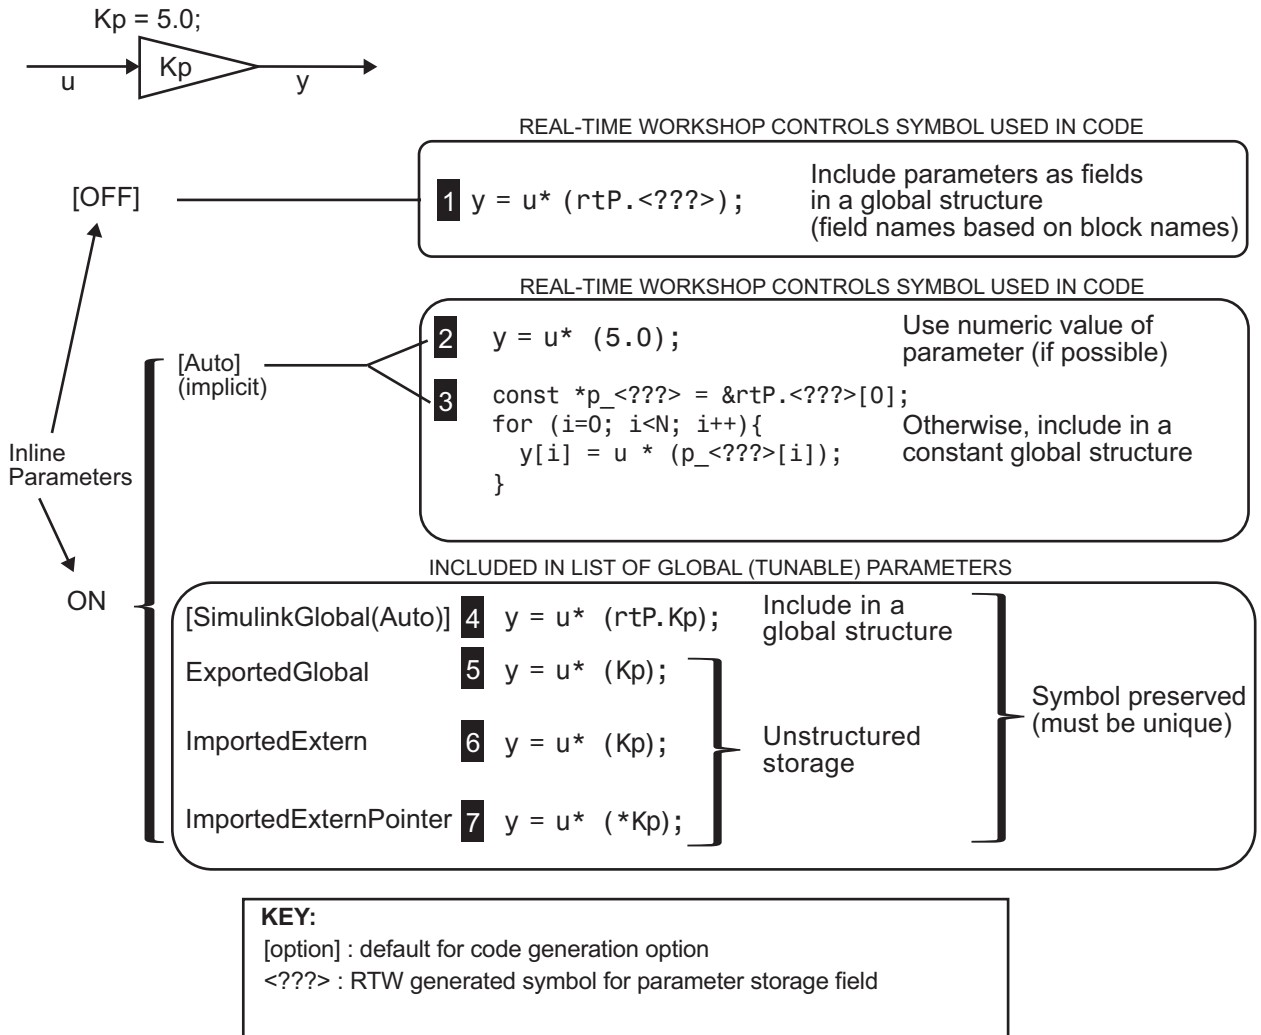 Kp = 5.0;
Kp
u
y
REAL-TIME WORKSHOP CONTROLS SYMBOL USED IN CODE
[OFF]
1 y = u* (rtP.<???>);
Include parameters as fields
in a global structure
(field names based on block names)
REAL-TIME WORKSHOP CONTROLS SYMBOL USED IN CODE
[Auto]
(implicit)
2 y = u* (5.0);
Use numeric value of
parameter (if possible)
3 const *p_<???> = &rtP.<???>[0];
for (i=0; i<N; i++){
y[i] = u * (p_<???>[i]);
}
Otherwise, include in a
constant global structure
Inline
Parameters
ON
INCLUDED IN LIST OF GLOBAL (TUNABLE) PARAMETERS
[SimulinkGlobal(Auto)] 4 y = u* (rtP.Kp);
Include in a
global structure
ExportedGlobal 5 y = u* (Kp);
ImportedExtern 6 y = u* (Kp);
ImportedExternPointer 7 y = u* (*Kp);
Unstructured
storage
Symbol preserved
(must be unique)
KEY:
[option] : default for code generation option
<???> : RTW generated symbol for parameter storage field